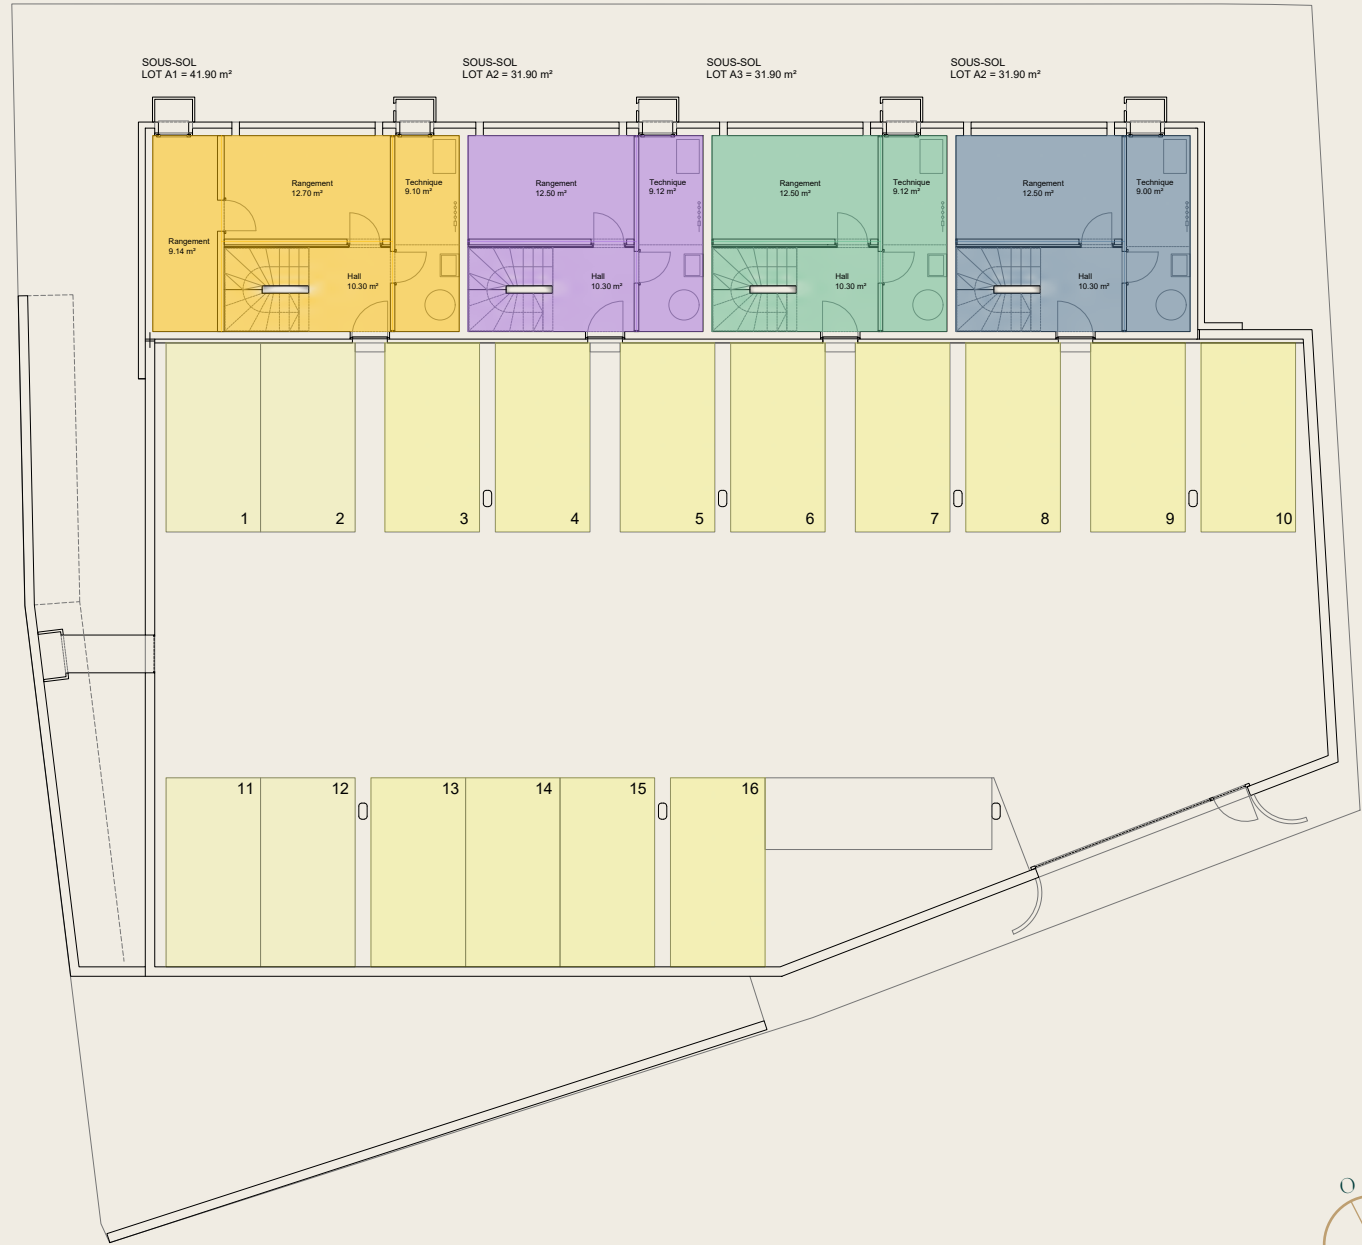 SOUS-SOL
LOT A1 = 41.90 m²
SOUS-SOL
LOT A2 = 31.90 m²
SOUS-SOL
LOT A3 = 31.90 m²
SOUS-SOL
LOT A2 = 31.90 m²
Rangement
12.70 m²
Technique
9.10 m²
Rangement
9.14 m²
Hall
10.30 m²
Rangement
12.50 m²
Technique
9.12 m²
Hall
10.30 m²
Rangement
12.50 m²
Technique
9.12 m²
Hall
10.30 m²
Rangement
12.50 m²
Technique
9.00 m²
Hall
10.30 m²
1
2
3
4
5
6
7
8
9
10
11
12
13
14
15
16
O